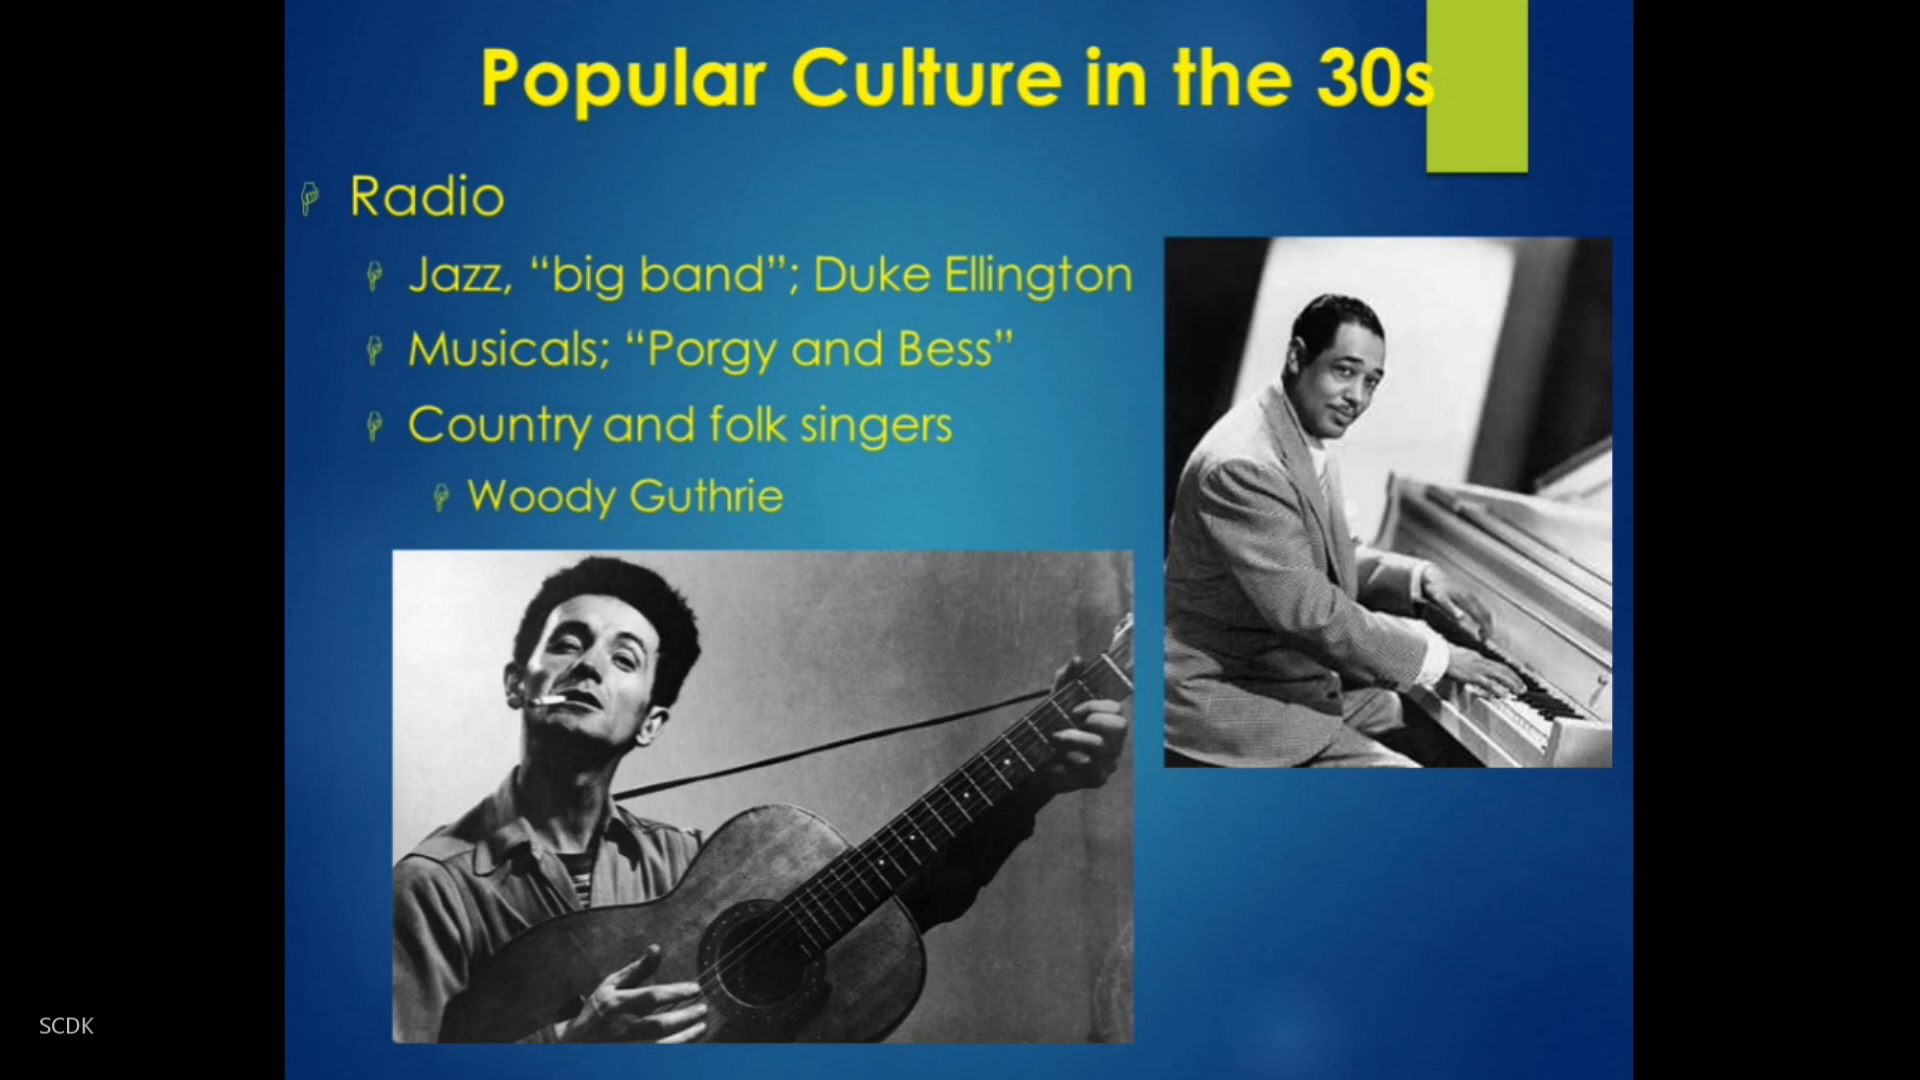 Popular Culture in the 30s
Radio
Jazz, “big band”; Duke Ellington
Musicals; “Porgy and Bess”
Country and folk singers
Woody Guthrie
SCDK